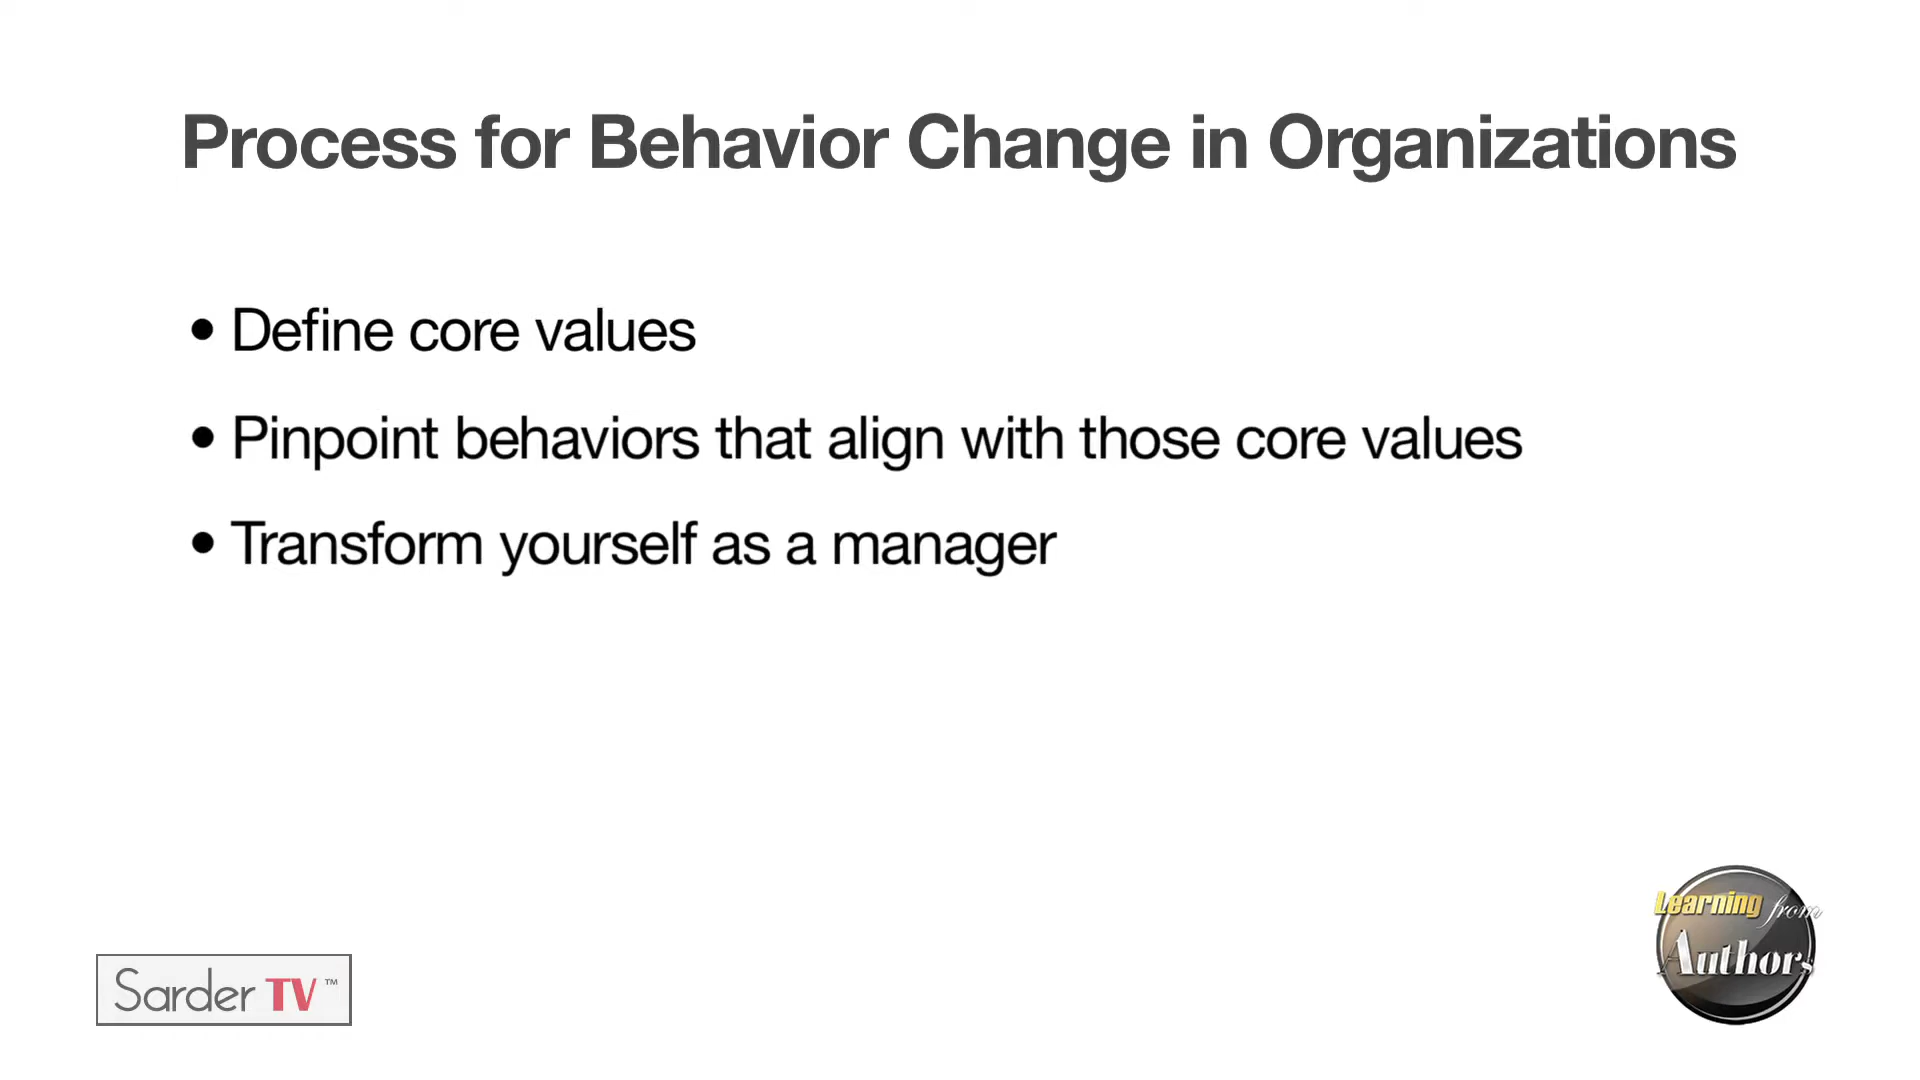 Process for Behavior Change in Organizations
• Define core values
• Pinpoint behaviors that align with those core values
• Transform yourself as a manager
Learning from
Authors
Sarder TV™